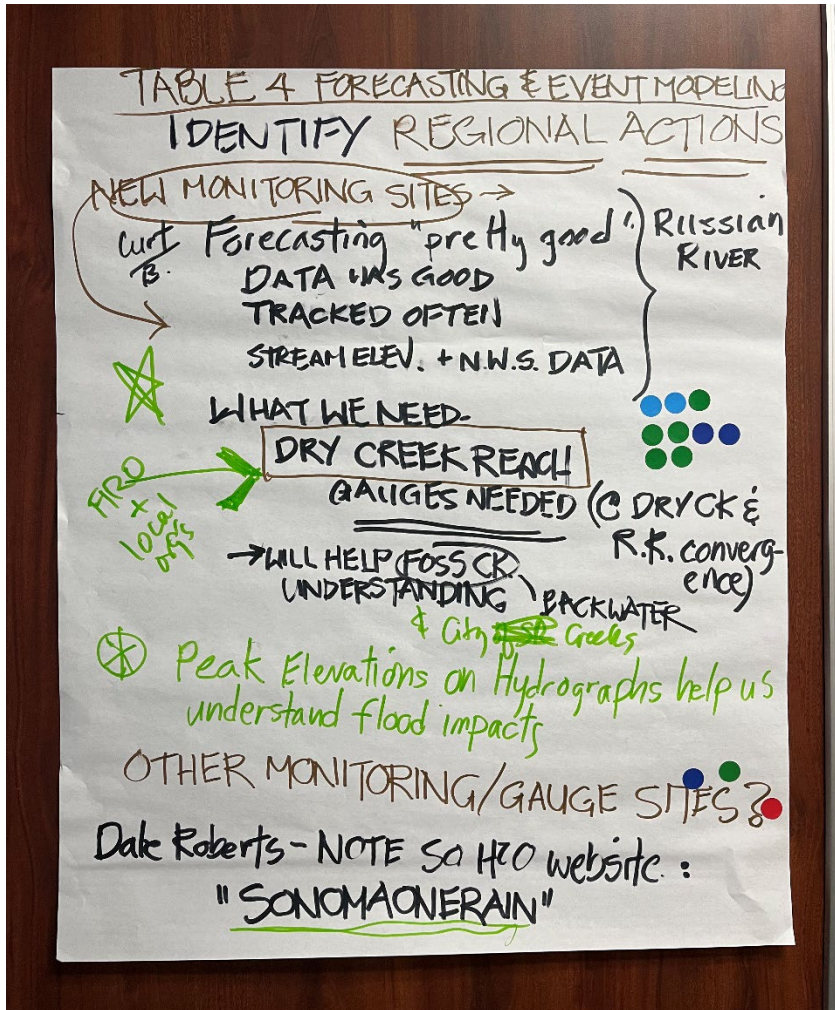 TABLE 4 FORECASTING & EVENT MODELING
IDENTIFY REGIONAL ACTIONS
NEW MONITORING SITES →
Curt B. Forecasting "pretty good"
DATA WAS GOOD
TRACKED OFTEN
STREAM ELEV. + N.W.S. DATA
Russian
RIVER
WHAT WE NEED-
DRY CREEK REACH
GAUGES NEEDED (@ DRY CK &
R.R. converg-
ence)
FIRO
+
local
org's
→ WILL HELP FOSS CK.
UNDERSTANDING
BACKWATER
& City Creeks
Peak Elevations on Hydrographs help us
understand flood impacts
OTHER MONITORING/GAUGE SITES?
Dale Roberts - NOTE SO H2O website:
"SONOMAONERAIN"